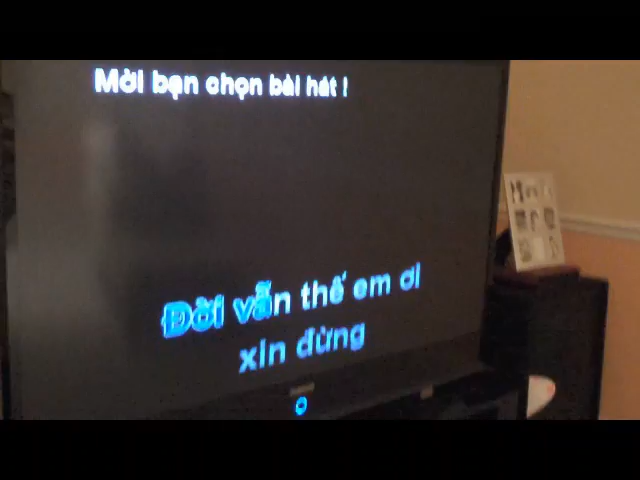 Mời bạn chọn bài hát !
Đời vẫn thế em ơi
xin đừng